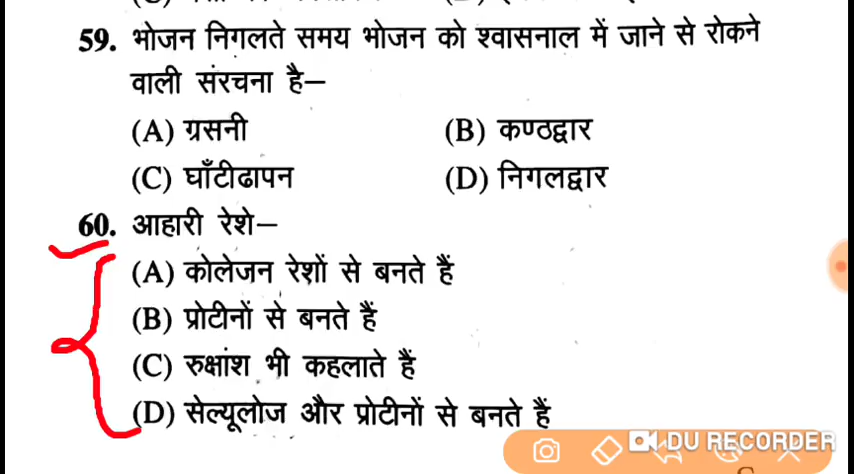 59. भोजन निगलते समय भोजन को श्वासनाल में जाने से रोकने
वाली संरचना है–
(A) ग्रसनी (B) कण्ठद्वार
(C) घाँटीढापन (D) निगलद्वार
60. आहारी रेशे–
(A) कोलेजन रेशों से बनते हैं
(B) प्रोटीनों से बनते हैं
(C) रुक्षांश भी कहलाते हैं
(D) सेल्यूलोज और प्रोटीनों से बनते हैं
DU RECORDER